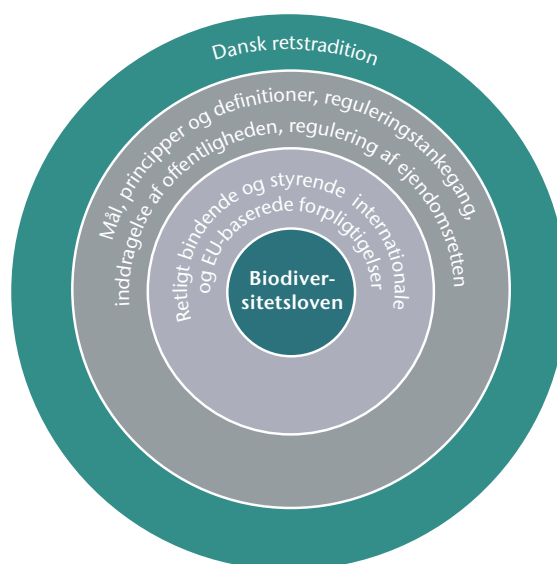 Dansk retstradition
Mål, principper og definitioner, reguleringstankegang,
inddragelse af offentligheden, regulering af ejendomsretten
Retligt bindende og styrende internationale
og EU-baserede forpligtigelser
Biodiver-
sitetsloven